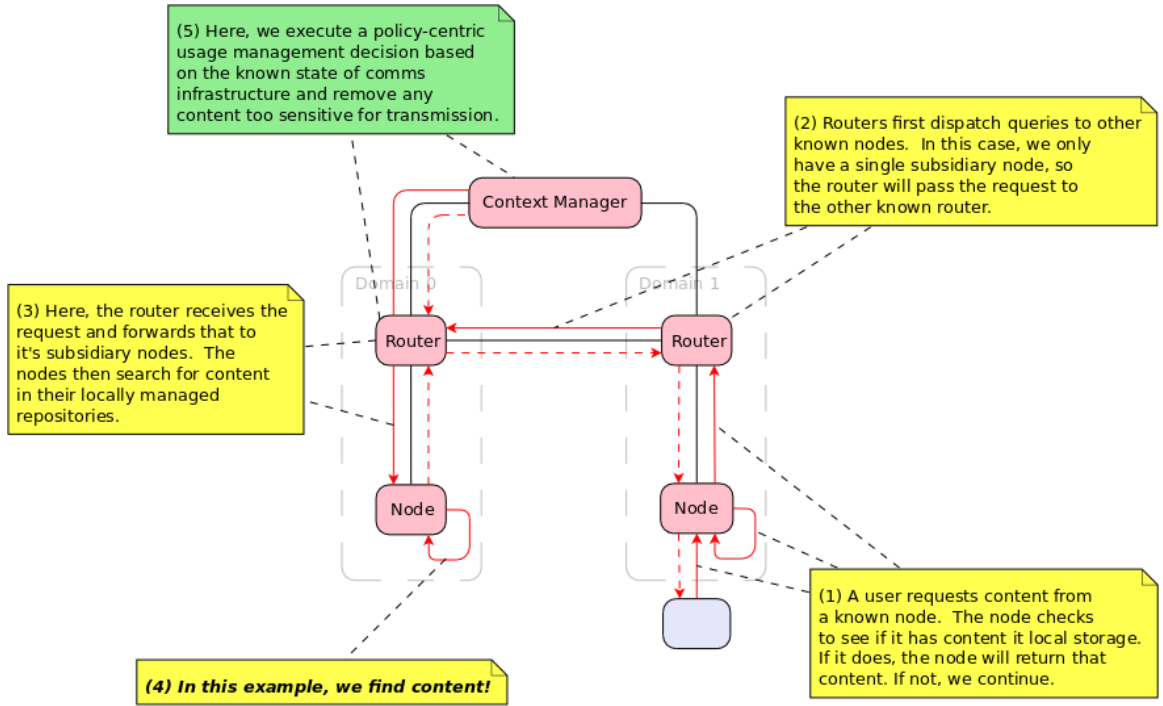 (5) Here, we execute a policy-centric
usage management decision based
on the known state of comms
infrastructure and remove any
content too sensitive for transmission.
(2) Routers first dispatch queries to other
known nodes.  In this case, we only
have a single subsidiary node, so
the router will pass the request to
the other known router.
Context Manager
Domain 0
Domain 1
(3) Here, the router receives the
request and forwards that to
it's subsidiary nodes.  The
nodes then search for content
in their locally managed
repositories.
Router
Router
Node
Node
(1) A user requests content from
a known node.  The node checks
to see if it has content it local storage.
If it does, the node will return that
content. If not, we continue.
(4) In this example, we find content!